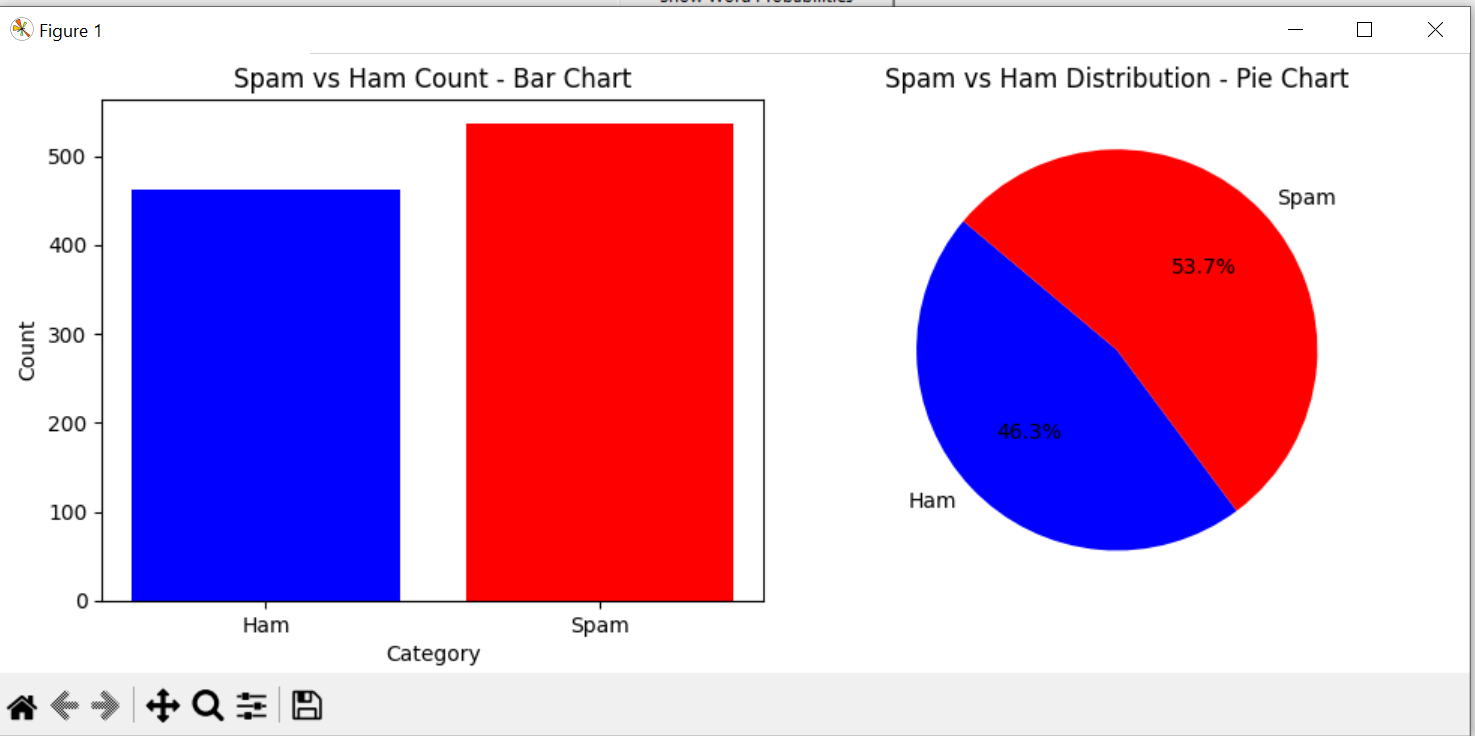 Figure 1
Spam vs Ham Count - Bar Chart
Count
500
400
300
200
100
0
Ham
Spam
Category
Spam vs Ham Distribution - Pie Chart
Spam
53.7%
46.3%
Ham